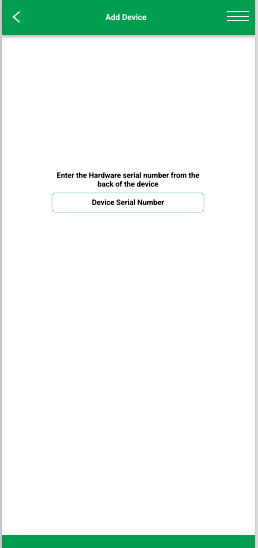 Add Device
Enter the Hardware serial number from the
back of the device
Device Serial Number